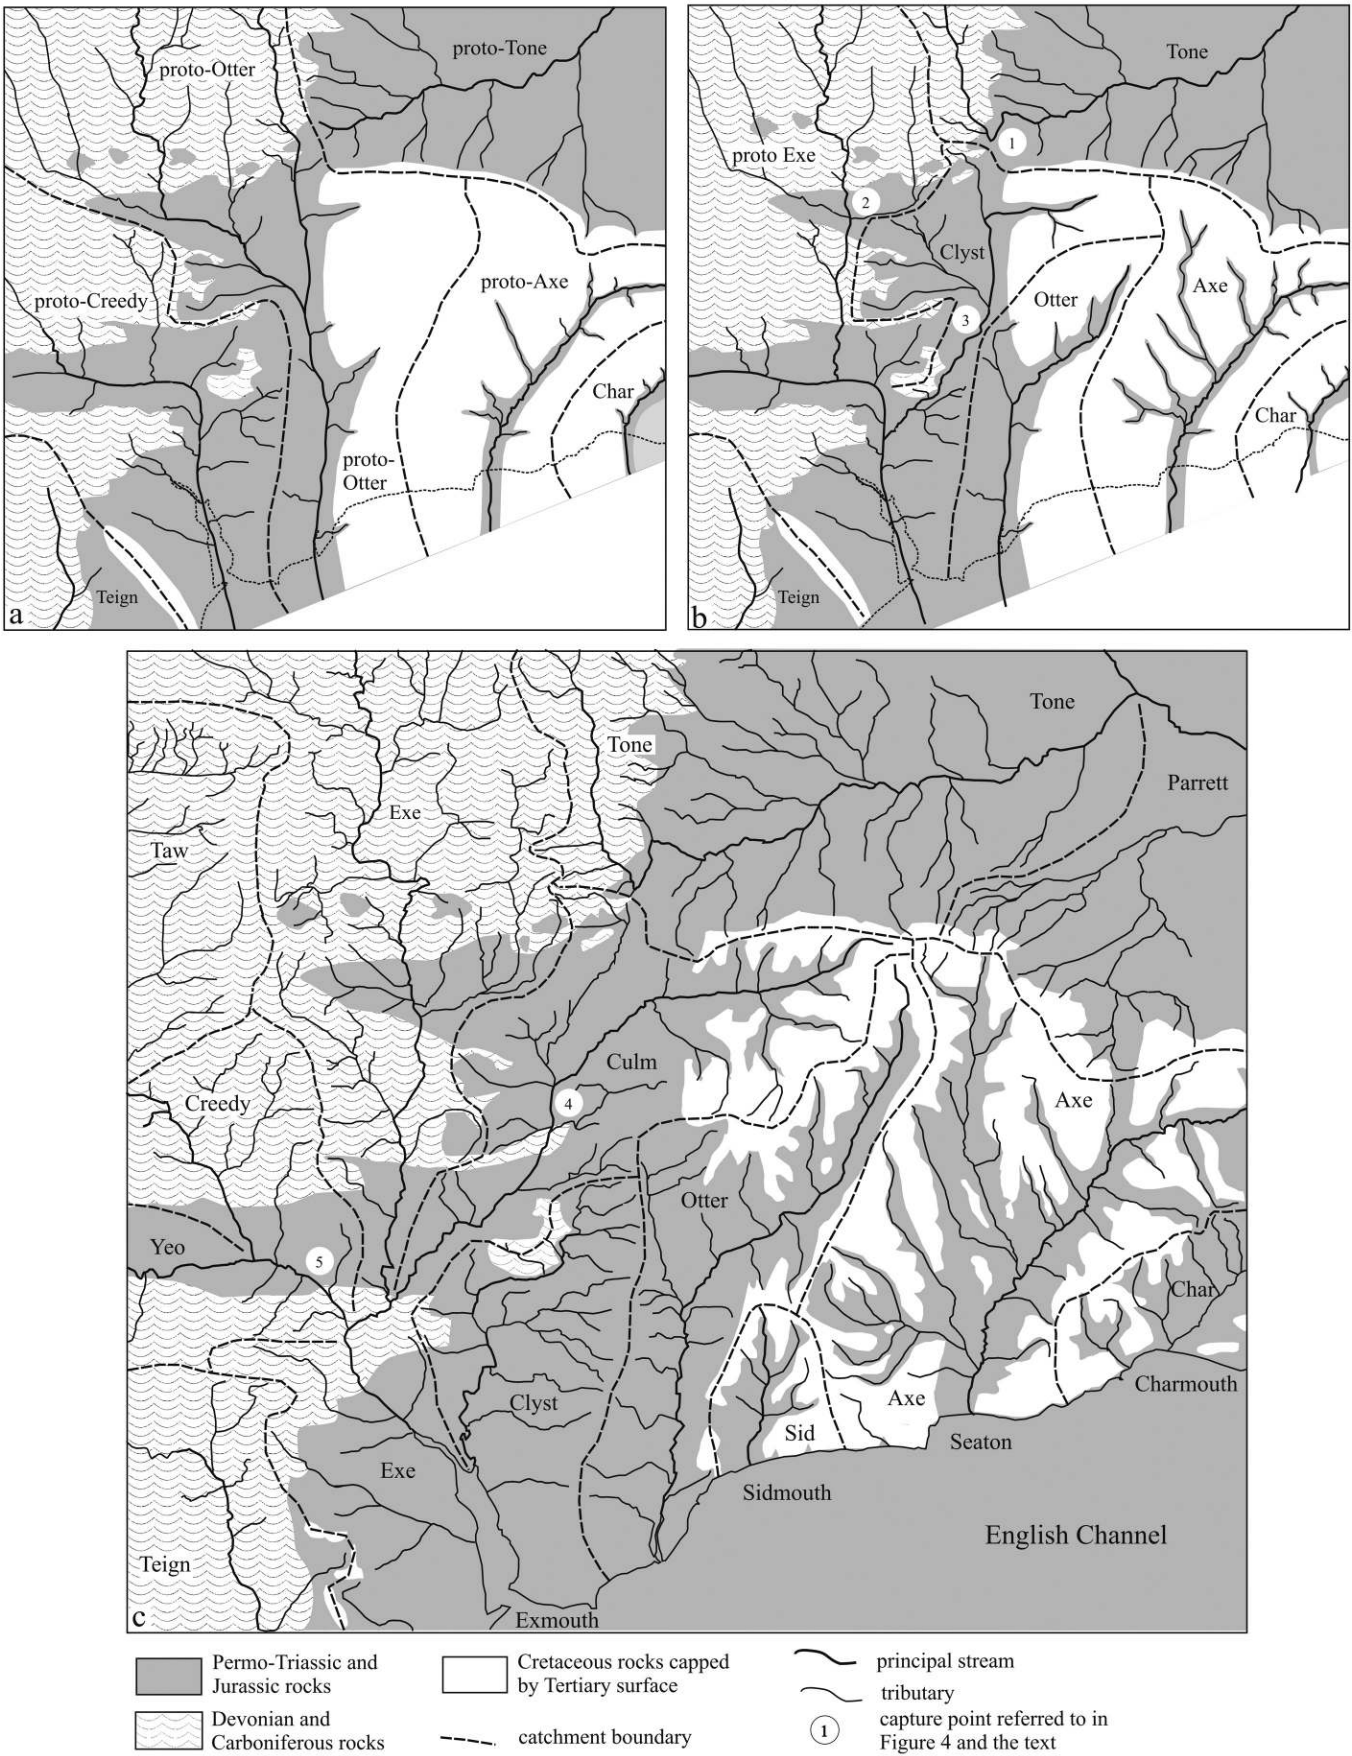 proto-Tone
proto-Otter
proto-Axe
proto-Creedy
Char
proto-
Otter
Teign
a
Tone
1
proto Exe
2
Clyst
Axe
Otter
3
Char
Teign
b
Tone
Tone
Parrett
Exe
Taw
Culm
4
Axe
Creedy
Otter
Yeo
5
Char
Charmouth
Clyst
Axe
Sid
Seaton
Exe
Sidmouth
English Channel
Teign
c
Exmouth
Permo-Triassic and
Jurassic rocks
Cretaceous rocks capped
by Tertiary surface
principal stream
tributary
Devonian and
Carboniferous rocks
catchment boundary
1
capture point referred to in
Figure 4 and the text